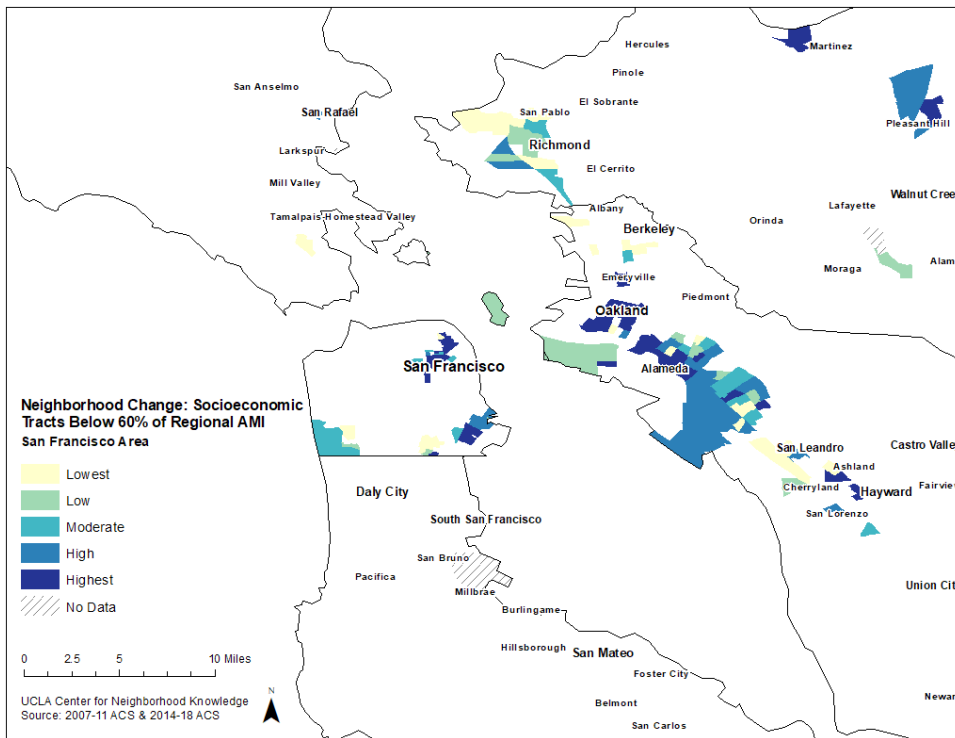 Hercules
Martinez
Pinole
San Anselmo
El Sobrante
San Rafael
San Pablo
Pleasant Hill
Richmond
Larkspur
El Cerrito
Mill Valley
Walnut Cree
Lafayette
Albany
Tamalpais-Homestead Valley
Orinda
Berkeley
Alam
Moraga
Emeryville
Piedmont
Oakland
San Francisco
Alameda
Neighborhood Change: Socioeconomic
Tracts Below 60% of Regional AMI
San Francisco Area
Lowest
Low
Moderate
High
Highest
No Data
San Leandro
Castro Valle
Ashland
Cherryland
Hayward
Fairview
San Lorenzo
Daly City
South San Francisco
San Bruno
Pacifica
Millbrae
Union Cit
Burlingame
Hillsborough
San Mateo
Foster City
Belmont
Newar
San Carlos
0 2.5 5 10 Miles
N
UCLA Center for Neighborhood Knowledge
Source: 2007-11 ACS & 2014-18 ACS